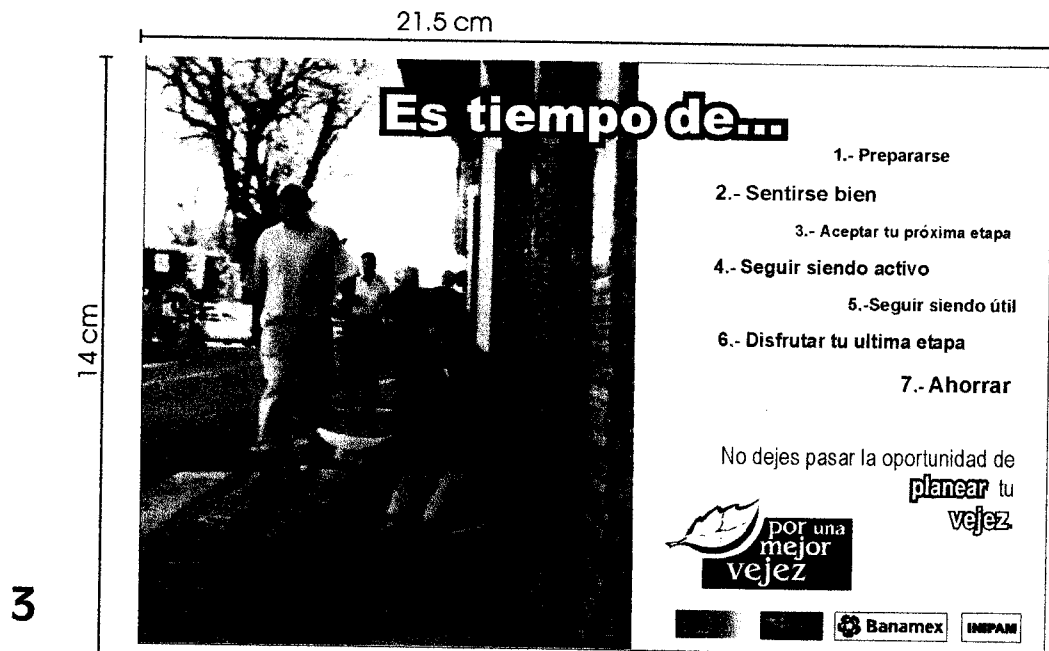 21.5 cm
14 cm
Es tiempo de...
1.- Prepararse
2.- Sentirse bien
3.- Aceptar tu próxima etapa
4.- Seguir siendo activo
5.-Seguir siendo útil
6.- Disfrutar tu ultima etapa
7.- Ahorrar
No dejes pasar la oportunidad de
planear tu
vejez.
por una
mejor
vejez
Banamex
INEPAM
3